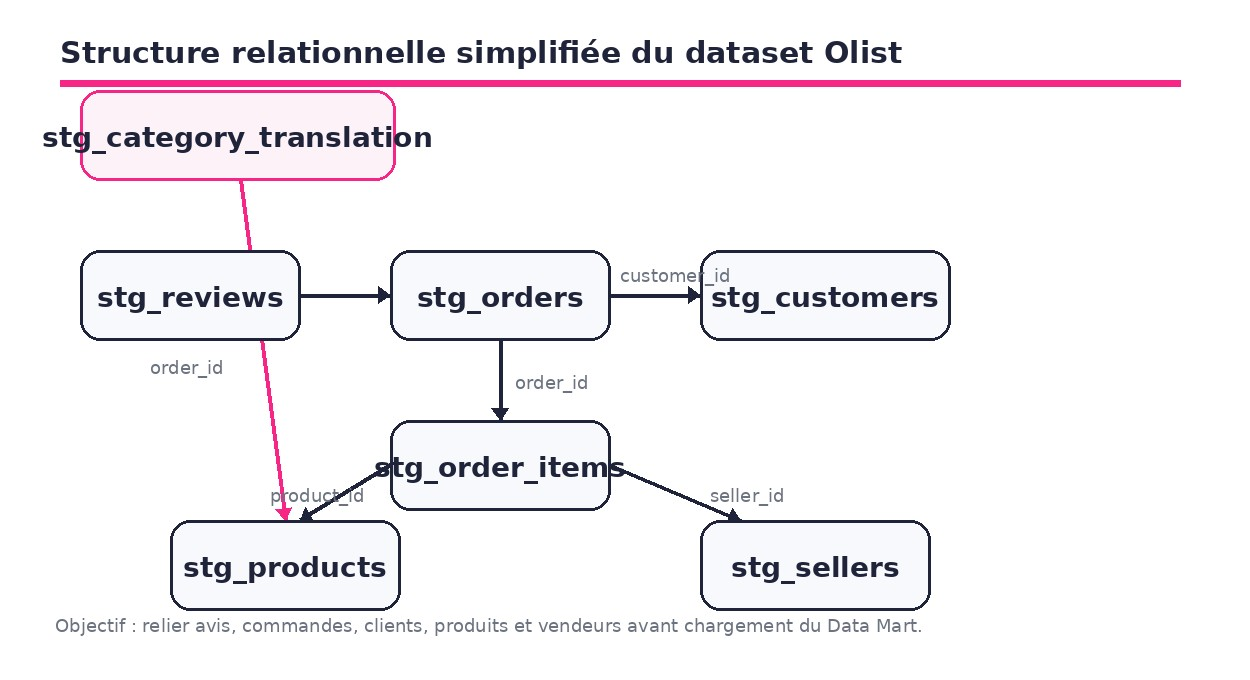 Structure relationnelle simplifiée du dataset Olist
stg_category_translation
stg_reviews
stg_orders
customer_id
stg_customers
order_id
order_id
stg_order_items
product_id
seller_id
stg_products
stg_sellers
Objectif : relier avis, commandes, clients, produits et vendeurs avant chargement du Data Mart.